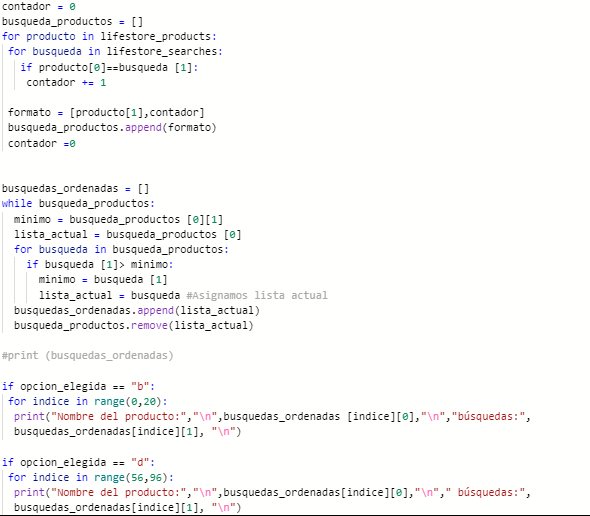 contador = 0
busqueda_productos = []
for producto in lifestore_products:
for busqueda in lifestore_searches:
if producto[0]==busqueda [1]:
contador += 1
formato = [producto[1],contador]
busqueda_productos.append(formato)
contador =0
busquedas_ordenadas = []
while busqueda_productos:
minimo = busqueda_productos [0][1]
lista_actual = busqueda_productos [0]
for busqueda in busqueda_productos:
if busqueda [1]> minimo:
minimo = busqueda [1]
lista_actual = busqueda #Asignamos lista actual
busquedas_ordenadas.append(lista_actual)
busqueda_productos.remove(lista_actual)
#print (busquedas_ordenadas)
if opcion_elegida == "b":
for indice in range(0,20):
print("Nombre del producto:","\n",busquedas_ordenadas [indice][0],"\n","búsquedas:",
busquedas_ordenadas[indice][1], "\n")
if opcion_elegida == "d":
for indice in range(56,96):
print("Nombre del producto:","\n",busquedas_ordenadas[indice][0],"\n"," búsquedas:",
busquedas_ordenadas[indice][1], "\n")